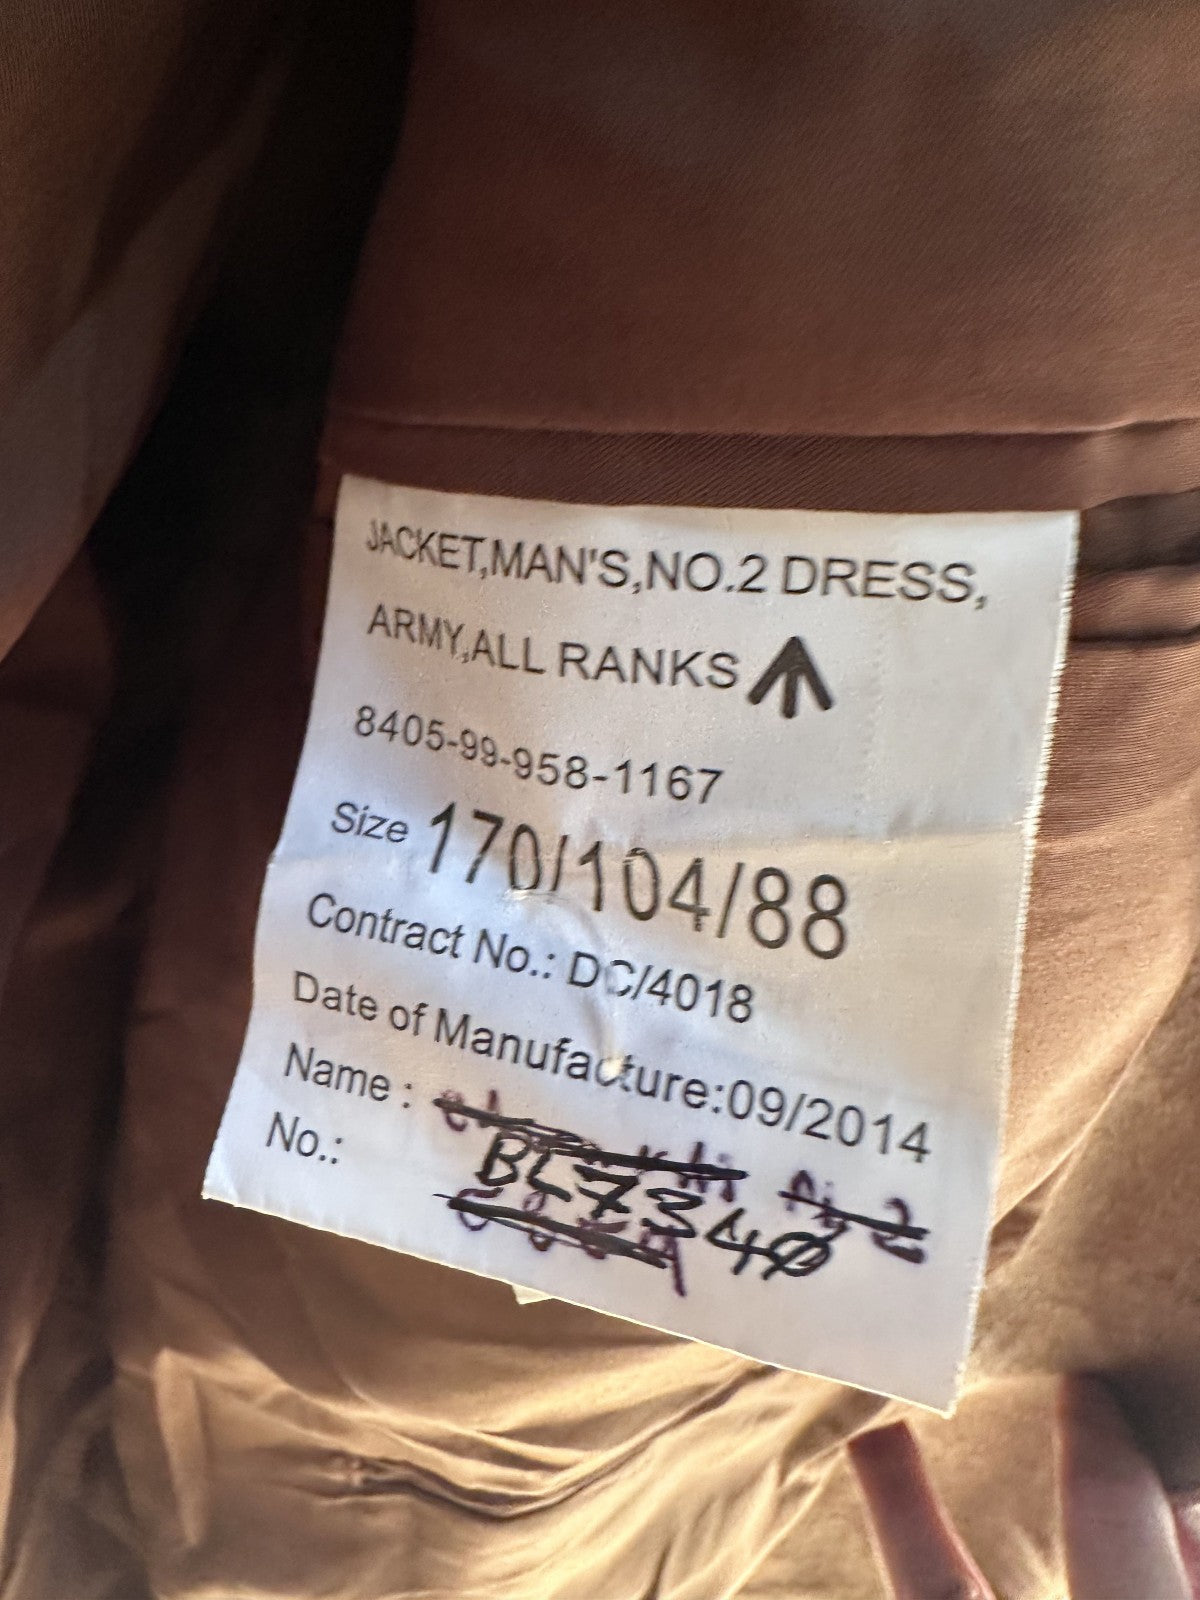 JACKET,MAN'S,NO.2 DRESS,
ARMY,ALL RANKS
8405-99-958-1167
Size 170/104/88
Contract No.: DC/4018
Date of Manufacture:09/2014
Name :
No.:
BL7340